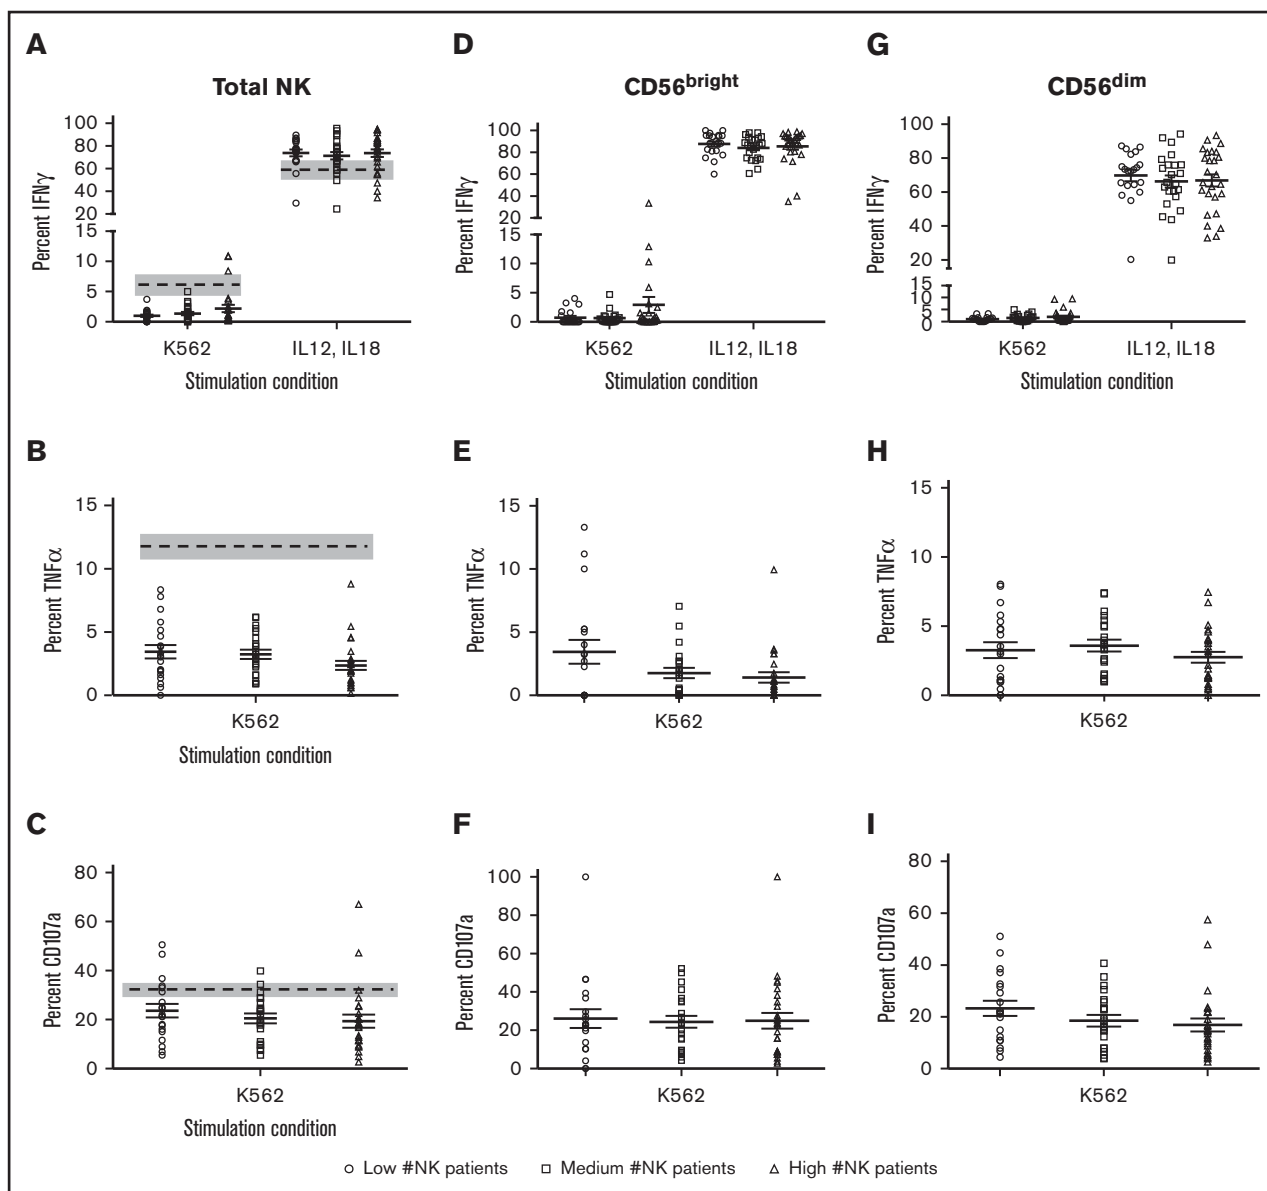 A
D
G
Total NK
CD56bright
CD56dim
Percent IFNγ
100
80
60
40
20
15
10
5
0
K562
IL12, IL18
Stimulation condition
Percent IFNγ
100
80
60
40
20
15
10
5
0
K562
IL12, IL18
Stimulation condition
Percent IFNγ
100
80
60
40
20
15
10
5
0
K562
IL12, IL18
Stimulation condition
B
E
H
Percent TNFα
15
10
5
0
K562
Stimulation condition
Percent TNFα
15
10
5
0
K562
Percent TNFα
15
10
5
0
K562
C
F
I
Percent CD107a
80
60
40
20
0
K562
Stimulation condition
Percent CD107a
100
80
60
40
20
0
K562
Percent CD107a
80
60
40
20
0
K562
Low #NK patients Medium #NK patients High #NK patients